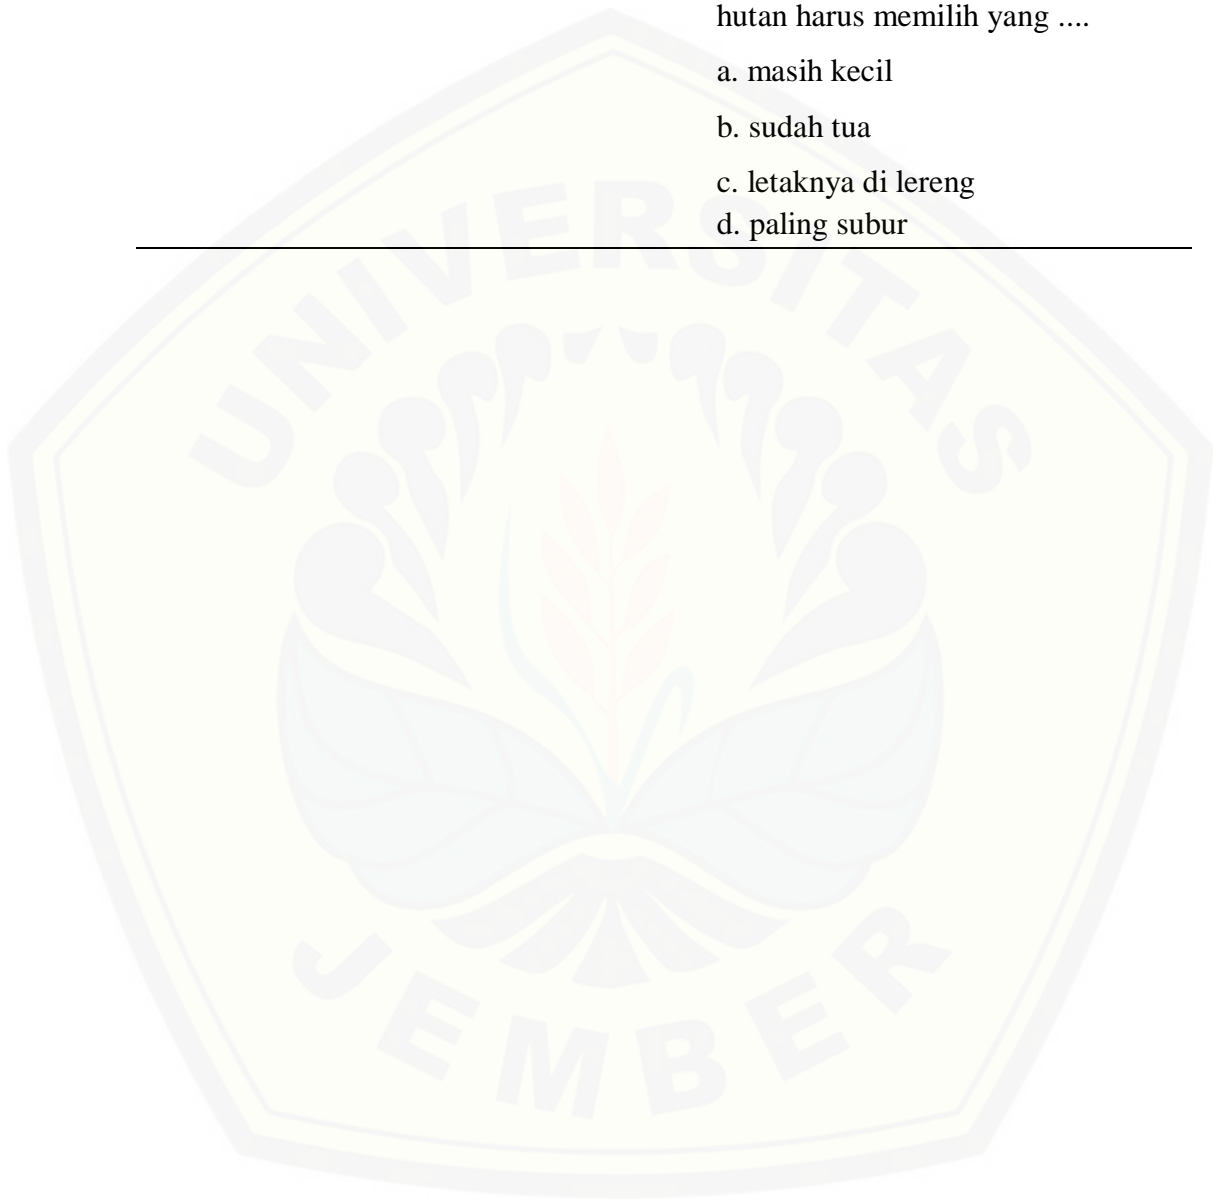 hutan harus memilih yang ....
a. masih kecil
b. sudah tua
c. letaknya di lereng
d. paling subur
UNIVERSITAS
JEMBER